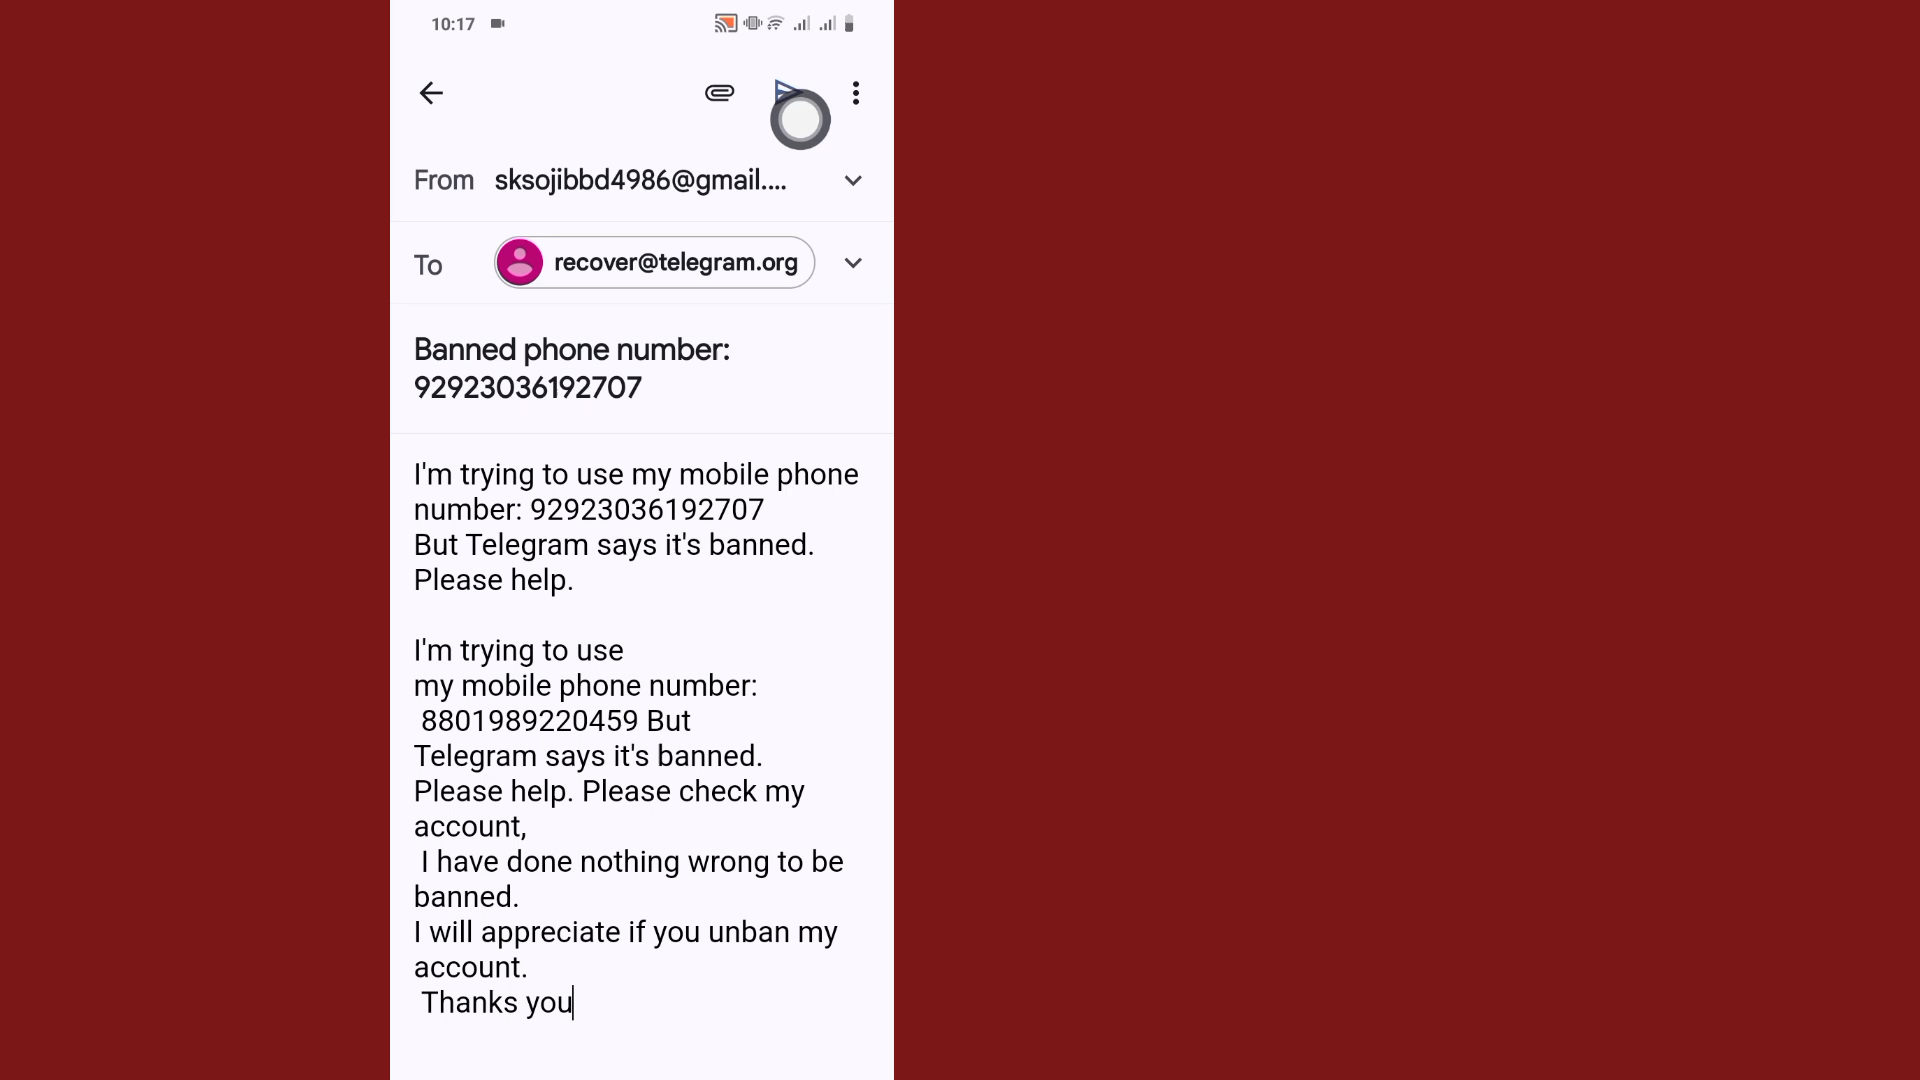 10:17
From sksojibbd4986@gmail....
To recover@telegram.org
Banned phone number:
92923036192707
I'm trying to use my mobile phone
number: 92923036192707
But Telegram says it's banned.
Please help.
I'm trying to use
my mobile phone number:
8801989220459 But
Telegram says it's banned.
Please help. Please check my
account,
I have done nothing wrong to be
banned.
I will appreciate if you unban my
account.
Thanks you